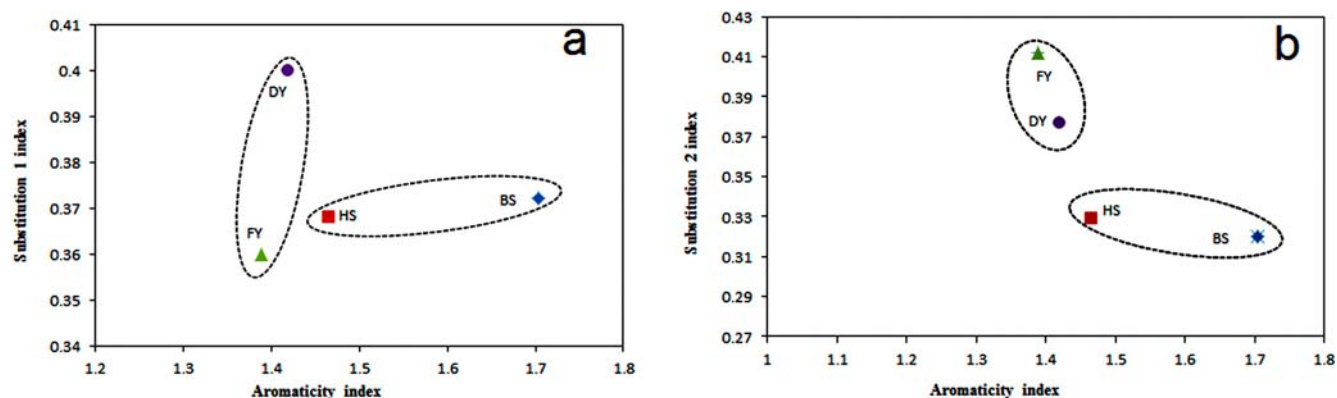 a
0.41
0.4
0.39
0.38
0.37
0.36
0.35
0.34
Substitution 1 index
DY
FY
HS
BS
1.2 1.3 1.4 1.5 1.6 1.7 1.8
Aromaticity index
b
0.43
0.41
0.39
0.37
0.35
0.33
0.31
0.29
0.27
Substitution 2 index
FY
DY
HS
BS
1 1.1 1.2 1.3 1.4 1.5 1.6 1.7 1.8
Aromaticity index